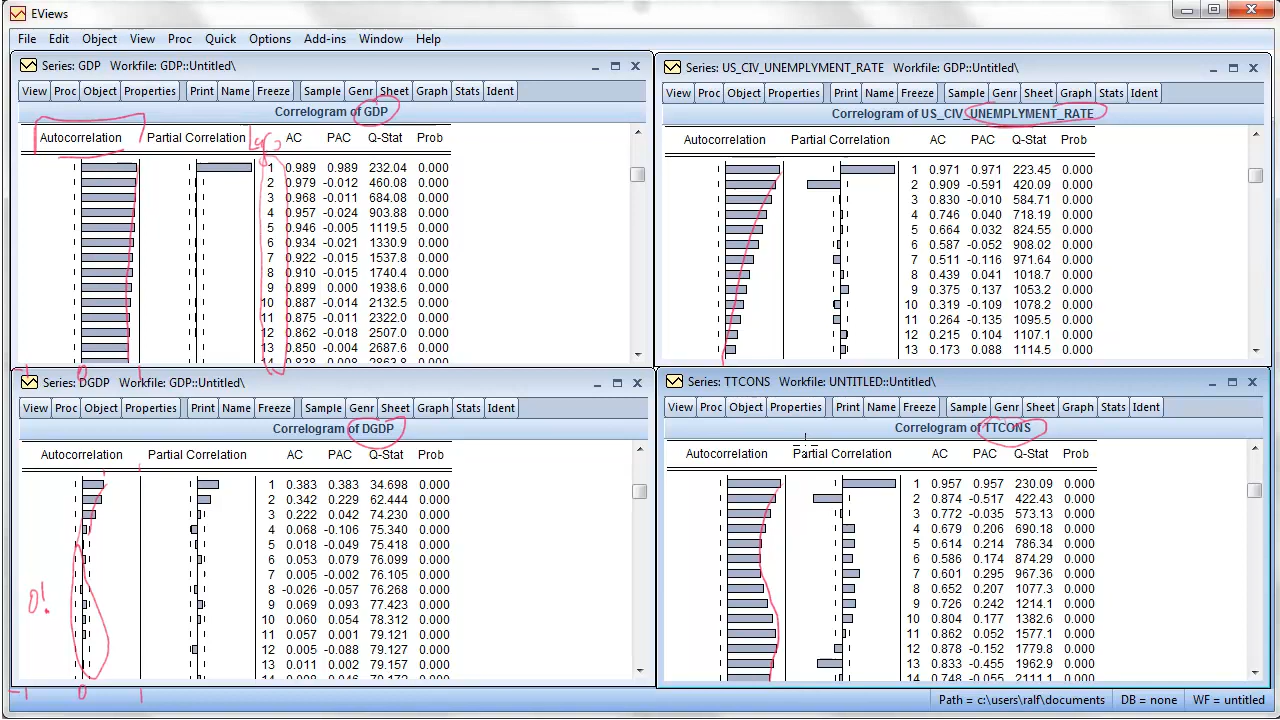 EViews
File Edit Object View Proc Quick Options Add-ins Window Help
Series: GDP Workfile: GDP::Untitled\
View Proc Object Properties Print Name Freeze Sample Genr Sheet Graph Stats Ident
Correlogram of GDP
Autocorrelation Partial Correlation AC PAC Q-Stat Prob
1 0.989 0.989 232.04 0.000
2 0.979 -0.012 460.08 0.000
3 0.968 -0.011 684.08 0.000
4 0.957 -0.024 903.88 0.000
5 0.946 -0.005 1119.5 0.000
6 0.934 -0.021 1330.9 0.000
7 0.922 -0.015 1537.8 0.000
8 0.910 -0.015 1740.4 0.000
9 0.899 0.000 1938.6 0.000
10 0.887 -0.014 2132.5 0.000
11 0.875 -0.011 2322.0 0.000
12 0.862 -0.018 2507.0 0.000
13 0.850 -0.004 2687.6 0.000
14 0.838 -0.008 2863.8 0.000
-1 0 1
Series: US_CIV_UNEMPLYMENT_RATE Workfile: GDP::Untitled\
View Proc Object Properties Print Name Freeze Sample Genr Sheet Graph Stats Ident
Correlogram of US_CIV_UNEMPLYMENT_RATE
Autocorrelation Partial Correlation AC PAC Q-Stat Prob
1 0.971 0.971 223.45 0.000
2 0.909 -0.591 420.09 0.000
3 0.830 -0.010 584.71 0.000
4 0.746 0.040 718.19 0.000
5 0.664 0.032 824.55 0.000
6 0.587 -0.052 908.02 0.000
7 0.511 -0.116 971.64 0.000
8 0.439 0.041 1018.7 0.000
9 0.375 0.137 1053.2 0.000
10 0.319 -0.109 1078.2 0.000
11 0.264 -0.135 1095.5 0.000
12 0.215 0.104 1107.1 0.000
13 0.173 0.088 1114.5 0.000
Series: DGDP Workfile: GDP::Untitled\
View Proc Object Properties Print Name Freeze Sample Genr Sheet Graph Stats Ident
Correlogram of DGDP
Autocorrelation Partial Correlation AC PAC Q-Stat Prob
1 0.383 0.383 34.698 0.000
2 0.342 0.229 62.444 0.000
3 0.222 0.042 74.230 0.000
4 0.068 -0.106 75.340 0.000
5 0.018 -0.049 75.418 0.000
6 0.053 0.079 76.099 0.000
7 0.005 -0.002 76.105 0.000
8 -0.026 -0.057 76.268 0.000
9 0.069 0.093 77.423 0.000
10 0.060 0.054 78.312 0.000
11 0.057 0.001 79.121 0.000
12 0.005 -0.088 79.127 0.000
13 0.011 0.002 79.157 0.000
0!
-1 0 1
Series: TTCONS Workfile: UNTITLED::Untitled\
View Proc Object Properties Print Name Freeze Sample Genr Sheet Graph Stats Ident
Correlogram of TTCONS
Autocorrelation Partial Correlation AC PAC Q-Stat Prob
1 0.957 0.957 230.09 0.000
2 0.874 -0.517 422.43 0.000
3 0.772 -0.035 573.13 0.000
4 0.679 0.206 690.18 0.000
5 0.614 0.214 786.34 0.000
6 0.586 0.174 874.29 0.000
7 0.601 0.295 967.36 0.000
8 0.652 0.207 1077.3 0.000
9 0.726 0.242 1214.1 0.000
10 0.804 0.177 1382.6 0.000
11 0.862 0.052 1577.1 0.000
12 0.878 -0.152 1779.8 0.000
13 0.833 -0.455 1962.9 0.000
14 0.748 -0.055 2111.1 0.000
Path = c:\users\ralf\documents DB = none WF = untitled